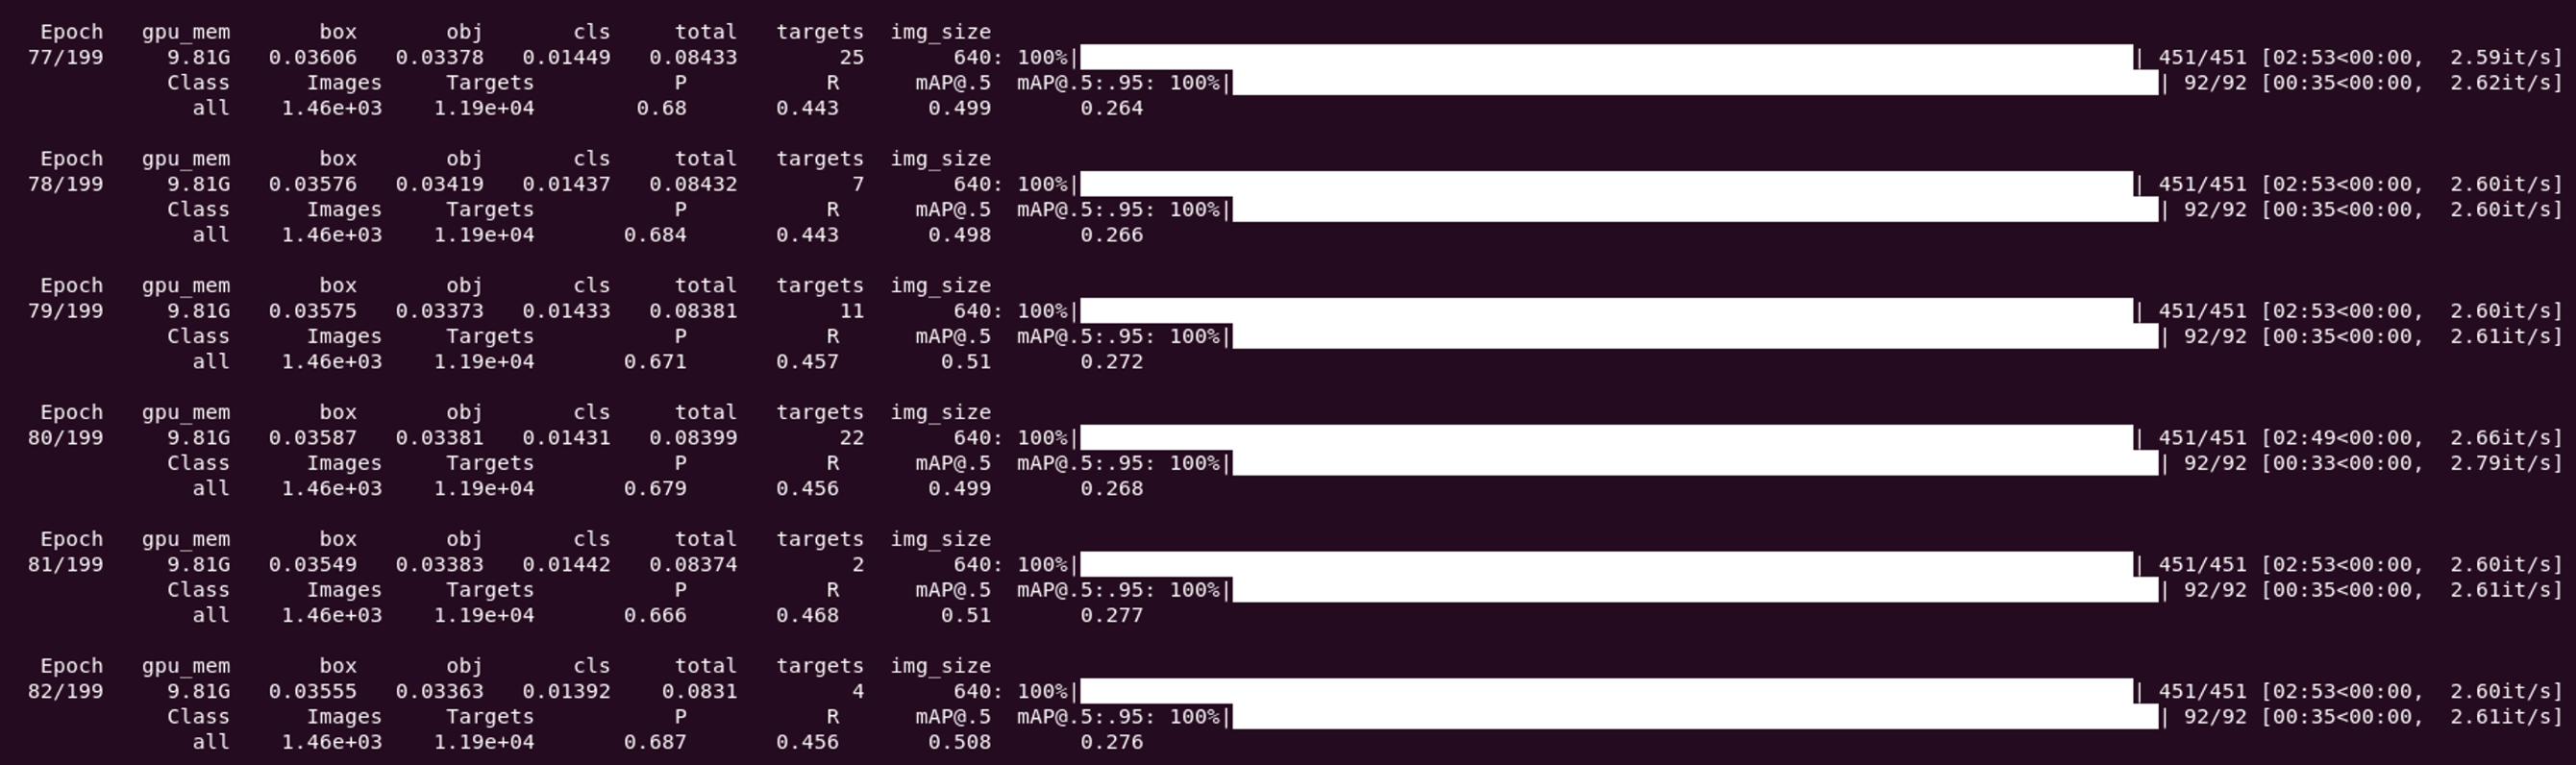 Epoch gpu_mem box obj cls total targets img_size
77/199 9.81G 0.03606 0.03378 0.01449 0.08433 25 640: 100%| | 451/451 [02:53<00:00, 2.59it/s]
Class Images Targets P R mAP@.5 mAP@.5:.95: 100%| | 92/92 [00:35<00:00, 2.62it/s]
all 1.46e+03 1.19e+04 0.68 0.443 0.499 0.264
Epoch gpu_mem box obj cls total targets img_size
78/199 9.81G 0.03576 0.03419 0.01437 0.08432 7 640: 100%| | 451/451 [02:53<00:00, 2.60it/s]
Class Images Targets P R mAP@.5 mAP@.5:.95: 100%| | 92/92 [00:35<00:00, 2.60it/s]
all 1.46e+03 1.19e+04 0.684 0.443 0.498 0.266
Epoch gpu_mem box obj cls total targets img_size
79/199 9.81G 0.03575 0.03373 0.01433 0.08381 11 640: 100%| | 451/451 [02:53<00:00, 2.60it/s]
Class Images Targets P R mAP@.5 mAP@.5:.95: 100%| | 92/92 [00:35<00:00, 2.61it/s]
all 1.46e+03 1.19e+04 0.671 0.457 0.51 0.272
Epoch gpu_mem box obj cls total targets img_size
80/199 9.81G 0.03587 0.03381 0.01431 0.08399 22 640: 100%| | 451/451 [02:49<00:00, 2.66it/s]
Class Images Targets P R mAP@.5 mAP@.5:.95: 100%| | 92/92 [00:33<00:00, 2.79it/s]
all 1.46e+03 1.19e+04 0.679 0.456 0.499 0.268
Epoch gpu_mem box obj cls total targets img_size
81/199 9.81G 0.03549 0.03383 0.01442 0.08374 2 640: 100%| | 451/451 [02:53<00:00, 2.60it/s]
Class Images Targets P R mAP@.5 mAP@.5:.95: 100%| | 92/92 [00:35<00:00, 2.61it/s]
all 1.46e+03 1.19e+04 0.666 0.468 0.51 0.277
Epoch gpu_mem box obj cls total targets img_size
82/199 9.81G 0.03555 0.03363 0.01392 0.0831 4 640: 100%| | 451/451 [02:53<00:00, 2.60it/s]
Class Images Targets P R mAP@.5 mAP@.5:.95: 100%| | 92/92 [00:35<00:00, 2.61it/s]
all 1.46e+03 1.19e+04 0.687 0.456 0.508 0.276